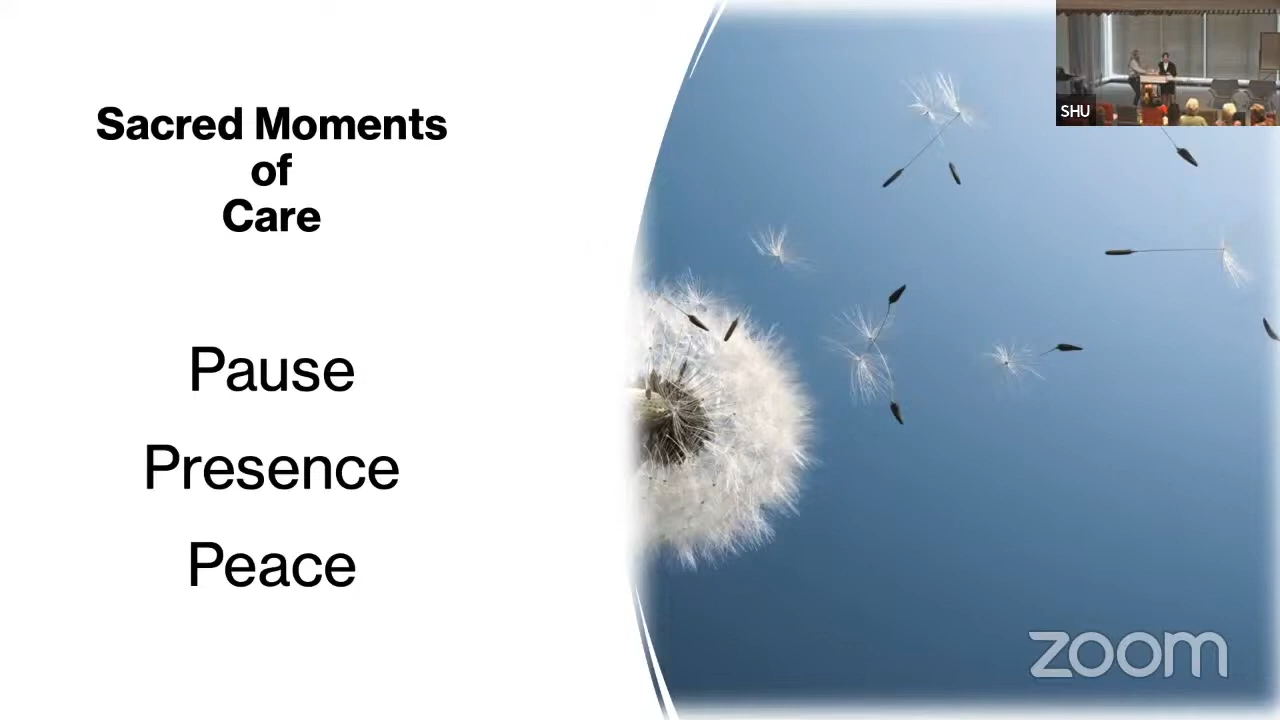 Sacred Moments
of
Care
Pause
Presence
Peace
SHU
zoom